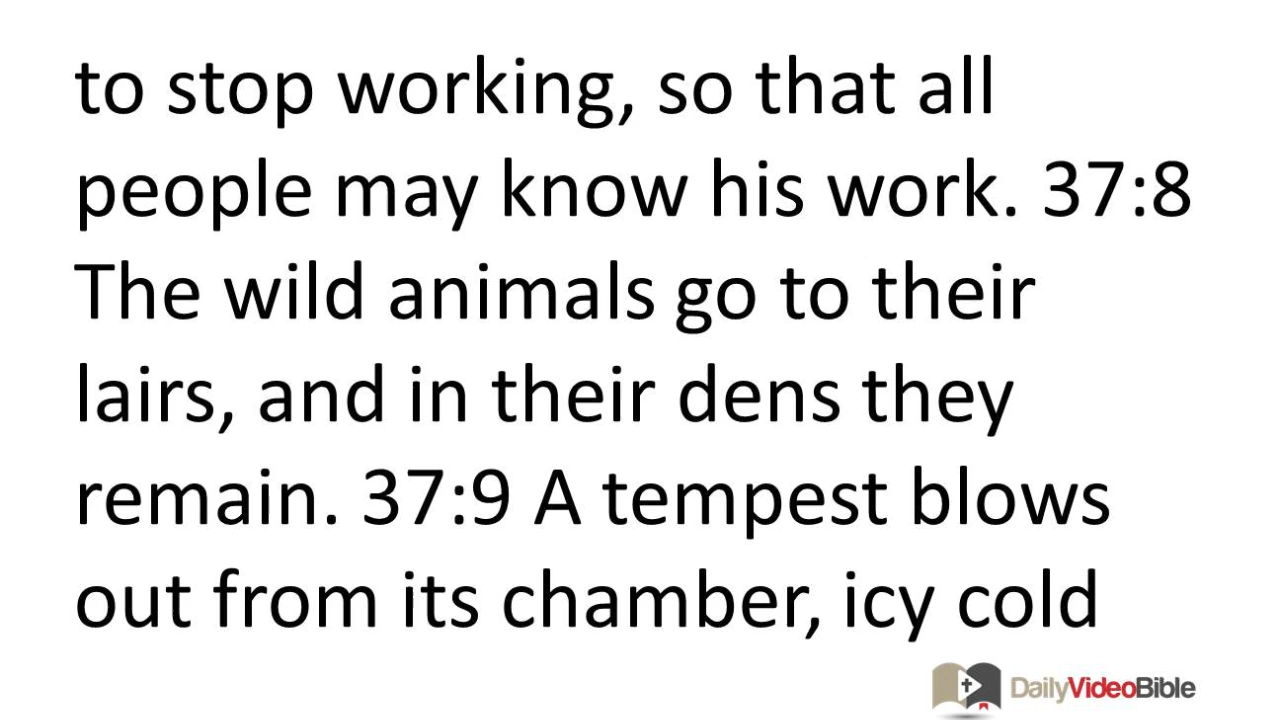 to stop working, so that all
people may know his work. 37:8
The wild animals go to their
lairs, and in their dens they
remain. 37:9 A tempest blows
out from its chamber, icy cold
DailyVideoBible